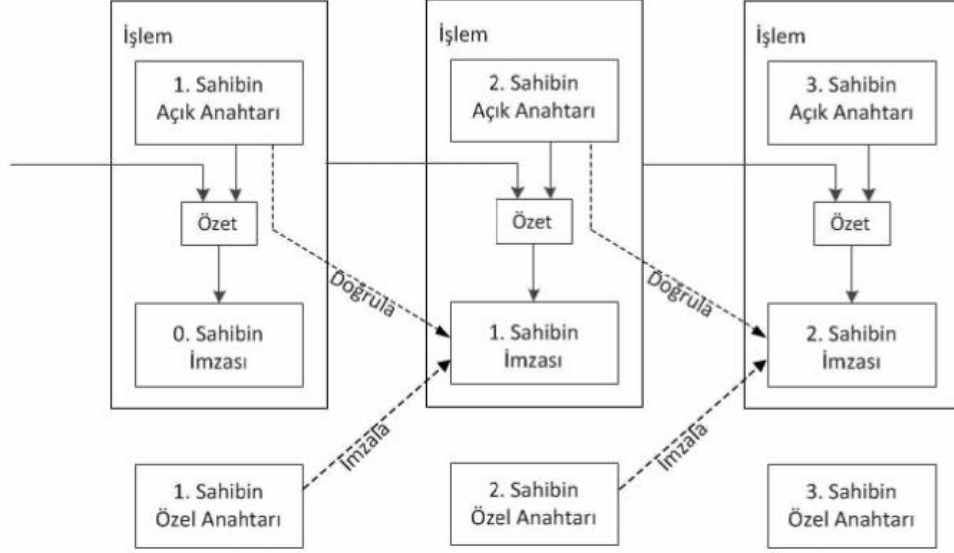 İşlem
1. Sahibin
Açık Anahtarı
Özet
0. Sahibin
İmzası
Doğrula
İmzala
1. Sahibin
Özel Anahtarı
İşlem
2. Sahibin
Açık Anahtarı
Özet
1. Sahibin
İmzası
Doğrula
İmzala
2. Sahibin
Özel Anahtarı
İşlem
3. Sahibin
Açık Anahtarı
Özet
2. Sahibin
İmzası
3. Sahibin
Özel Anahtarı